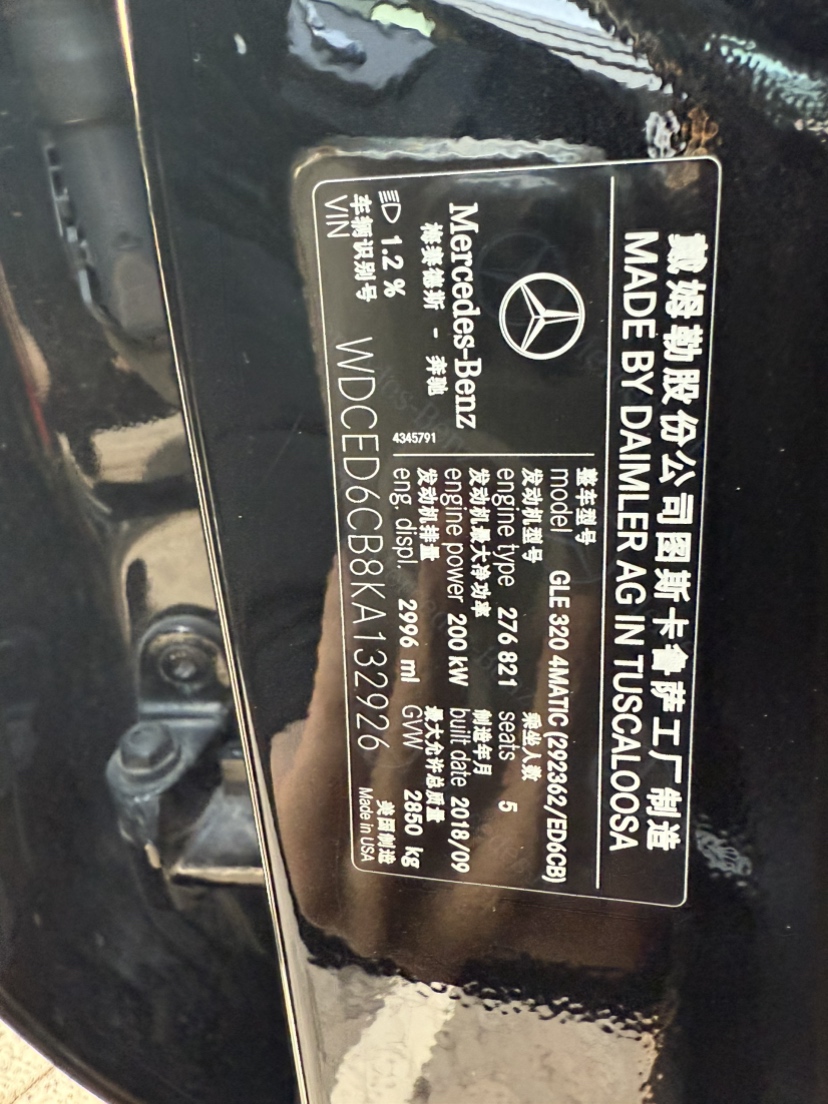 戴姆勒股份公司图斯卡鲁萨工厂制造
MADE BY DAIMLER AG IN TUSCALOOSA
Mercedes-Benz
梅赛德斯 - 奔驰
1.2 %
4345791
整车型号
model GLE 320 4MATIC (292362/ED6CB)
发动机型号 乘坐人数
engine type 276 821 seats 5
发动机最大净功率 制造年月
engine power 200 kW built date 2018/09
发动机排量 最大允许总质量
eng. displ. 2996 ml GVW 2850 kg
车辆识别号 美国制造
VIN WDCED6CB8KA132926 Made in USA